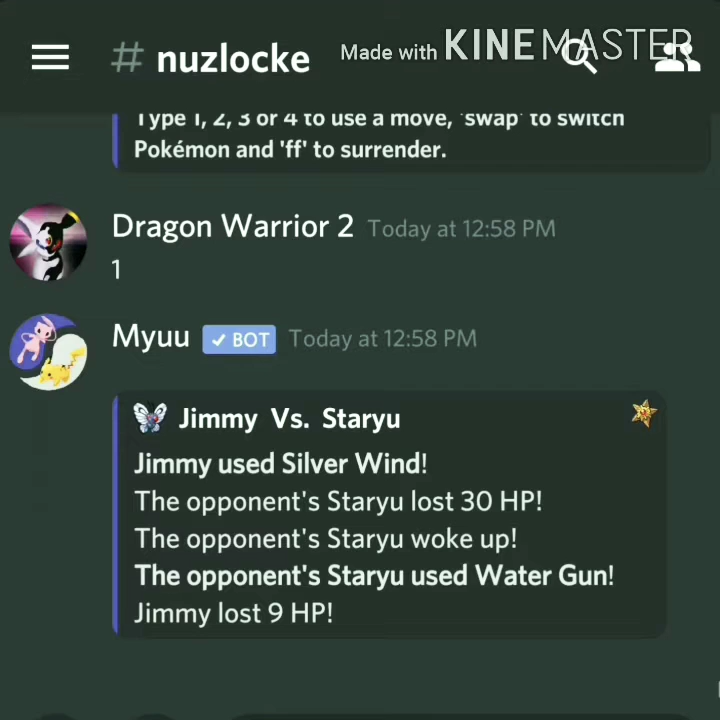 # nuzlocke
Made with KINEMASTER
Type 1, 2, 3 or 4 to use a move, 'swap' to switch
Pokémon and 'ff' to surrender.
Dragon Warrior 2 Today at 12:58 PM
1
Myuu ✓ BOT Today at 12:58 PM
Jimmy Vs. Staryu
Jimmy used Silver Wind!
The opponent's Staryu lost 30 HP!
The opponent's Staryu woke up!
The opponent's Staryu used Water Gun!
Jimmy lost 9 HP!